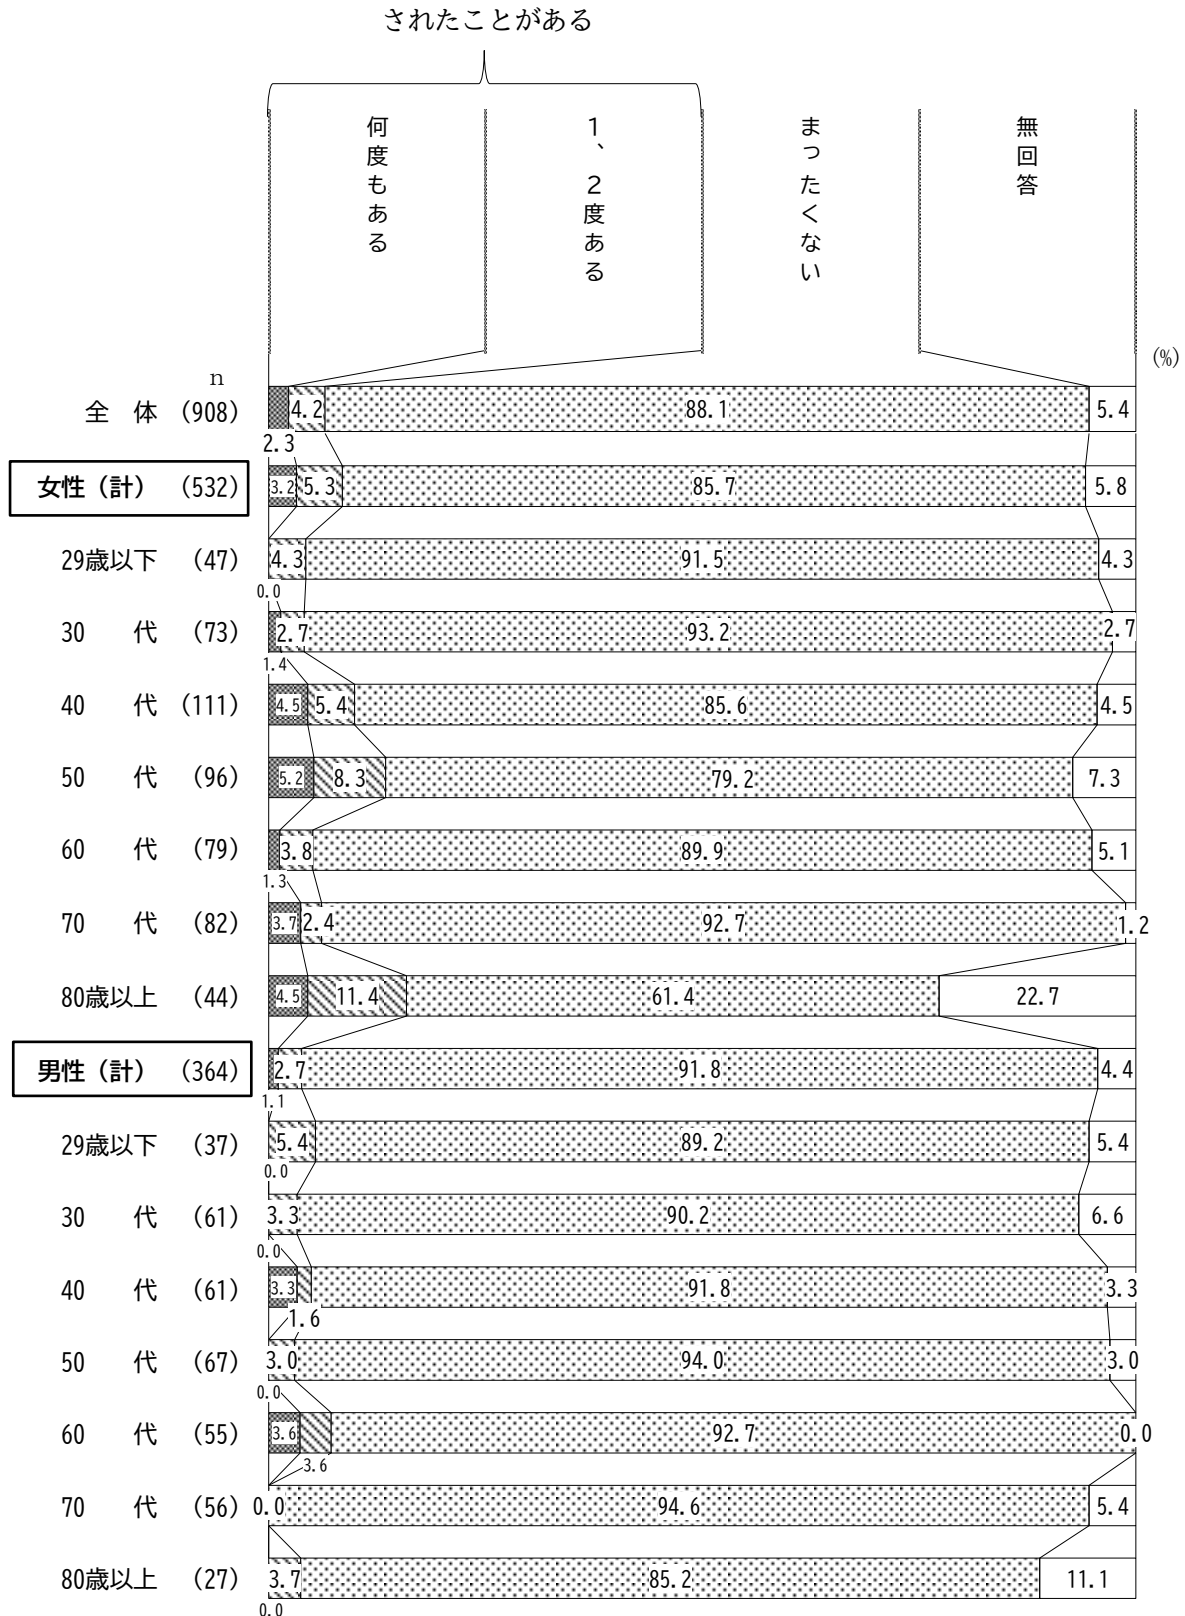 されたことがある
何度もある
1、2度ある
まったくない
無回答
(%)
n
全 体 (908) 4.2 88.1 5.4
2.3
女性(計) (532) 3.2 5.3 85.7 5.8
29歳以下 (47) 4.3 91.5 4.3
0.0
30 代 (73) 2.7 93.2 2.7
1.4
40 代 (111) 4.5 5.4 85.6 4.5
50 代 (96) 5.2 8.3 79.2 7.3
60 代 (79) 3.8 89.9 5.1
1.3
70 代 (82) 3.7 2.4 92.7 1.2
80歳以上 (44) 4.5 11.4 61.4 22.7
男性(計) (364) 2.7 91.8 4.4
1.1
29歳以下 (37) 5.4 89.2 5.4
0.0
30 代 (61) 3.3 90.2 6.6
0.0
40 代 (61) 3.3 91.8 3.3
1.6
50 代 (67) 3.0 94.0 3.0
0.0
60 代 (55) 3.6 92.7 0.0
3.6
70 代 (56) 0.0 94.6 5.4
80歳以上 (27) 3.7 85.2 11.1
0.0